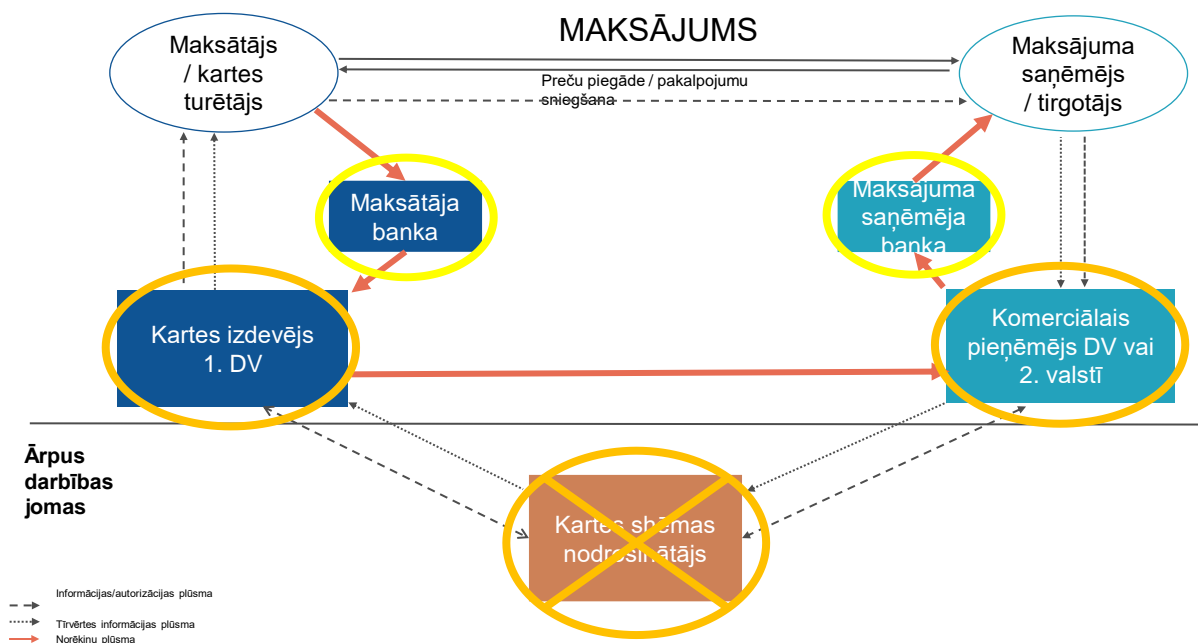 MAKSĀJUMS
Maksātājs
/ kartes
turētājs
Preču piegāde / pakalpojumu
sniegšana
Maksājuma
saņēmējs
/ tirgotājs
Maksātāja
banka
Maksājuma
saņēmēja
banka
Kartes izdevējs
1. DV
Komerciālais
pieņēmējs DV vai
2. valstī
Ārpus
darbības
jomas
Kartes shēmas
nodrošinātājs
Informācijas/autorizācijas plūsma
Tīrvērtes informācijas plūsma
Norēķinu plūsma